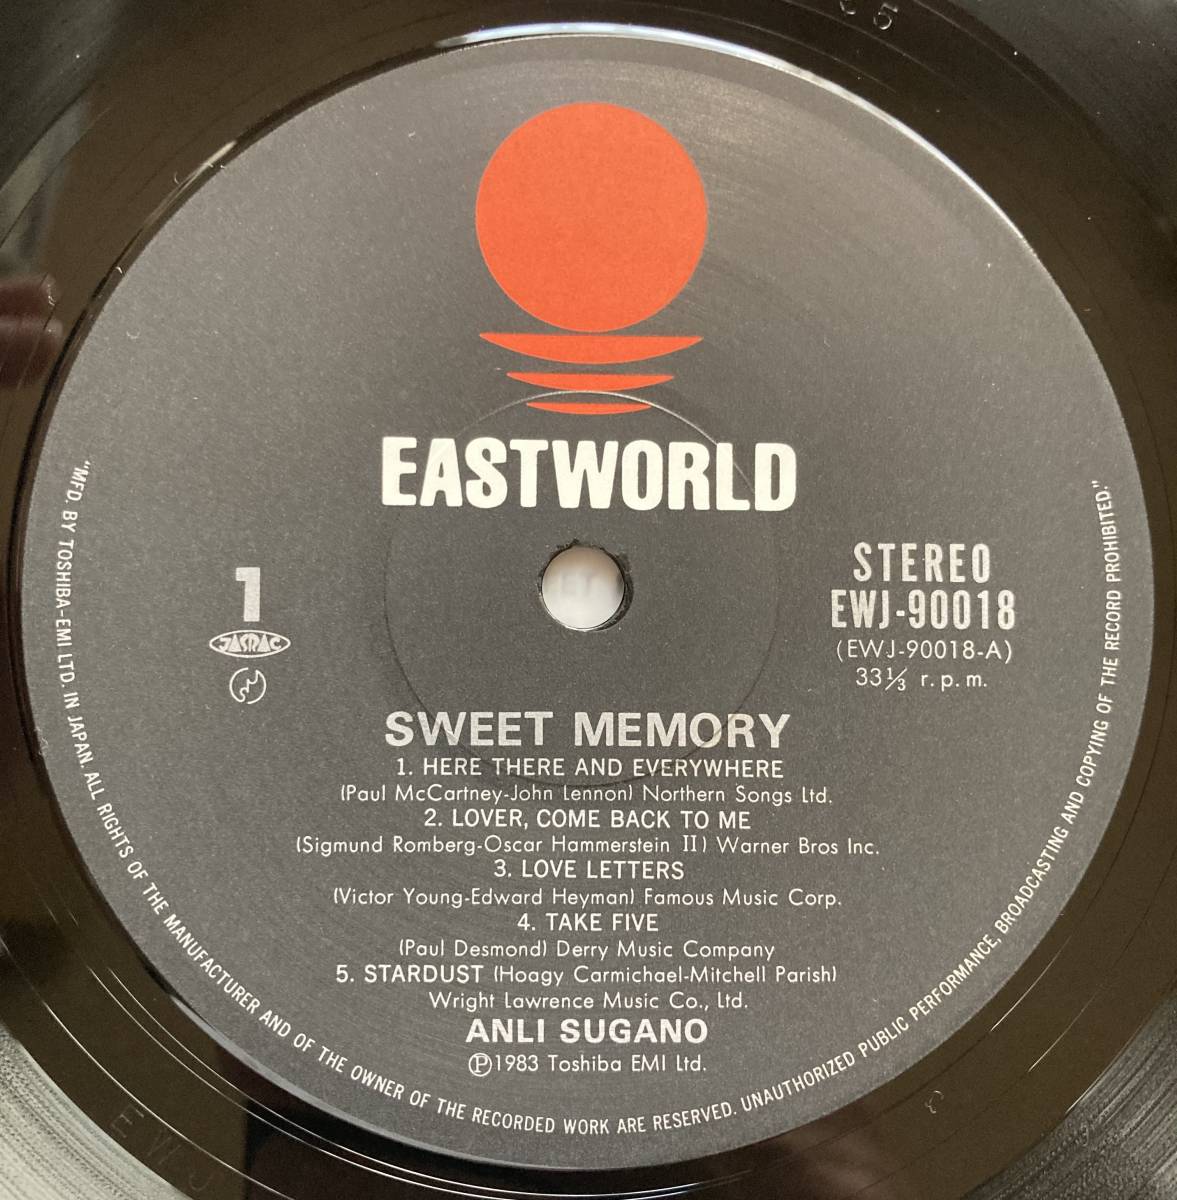 EASTWORLD
1
JASRAC
STEREO
EWJ-90018
(EWJ-90018-A)
33⅓ r.p.m.
SWEET MEMORY
1. HERE THERE AND EVERYWHERE
(Paul McCartney-John Lennon) Northern Songs Ltd.
2. LOVER, COME BACK TO ME
(Sigmund Romberg-Oscar Hammerstein II) Warner Bros Inc.
3. LOVE LETTERS
(Victor Young-Edward Heyman) Famous Music Corp.
4. TAKE FIVE
(Paul Desmond) Derry Music Company
5. STARDUST (Hoagy Carmichael-Mitchell Parish)
Wright Lawrence Music Co., Ltd.
ANLI SUGANO
Ⓟ1983 Toshiba EMI Ltd.
"MFD. BY TOSHIBA-EMI LTD. IN JAPAN. ALL RIGHTS OF THE MANUFACTURER AND OF THE OWNER OF THE RECORDED WORK ARE RESERVED. UNAUTHORIZED PUBLIC PERFORMANCE, BROADCASTING AND COPYING OF THE RECORD PROHIBITED."
EWJ
3